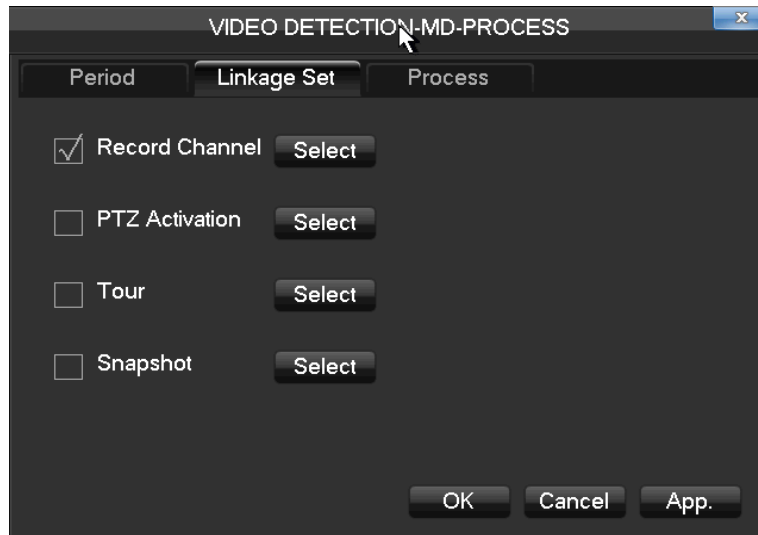 VIDEO DETECTION-MD-PROCESS
Period Linkage Set Process
Record Channel Select
PTZ Activation Select
Tour Select
Snapshot Select
OK Cancel App.